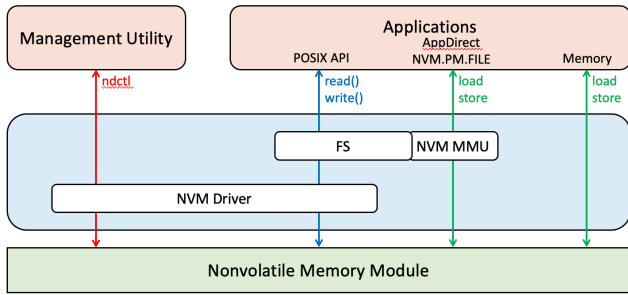 Management Utility
Applications
AppDirect
POSIX API
NVM.PM.FILE
Memory
ndctl
read()
write()
load
store
load
store
FS
NVM MMU
NVM Driver
Nonvolatile Memory Module